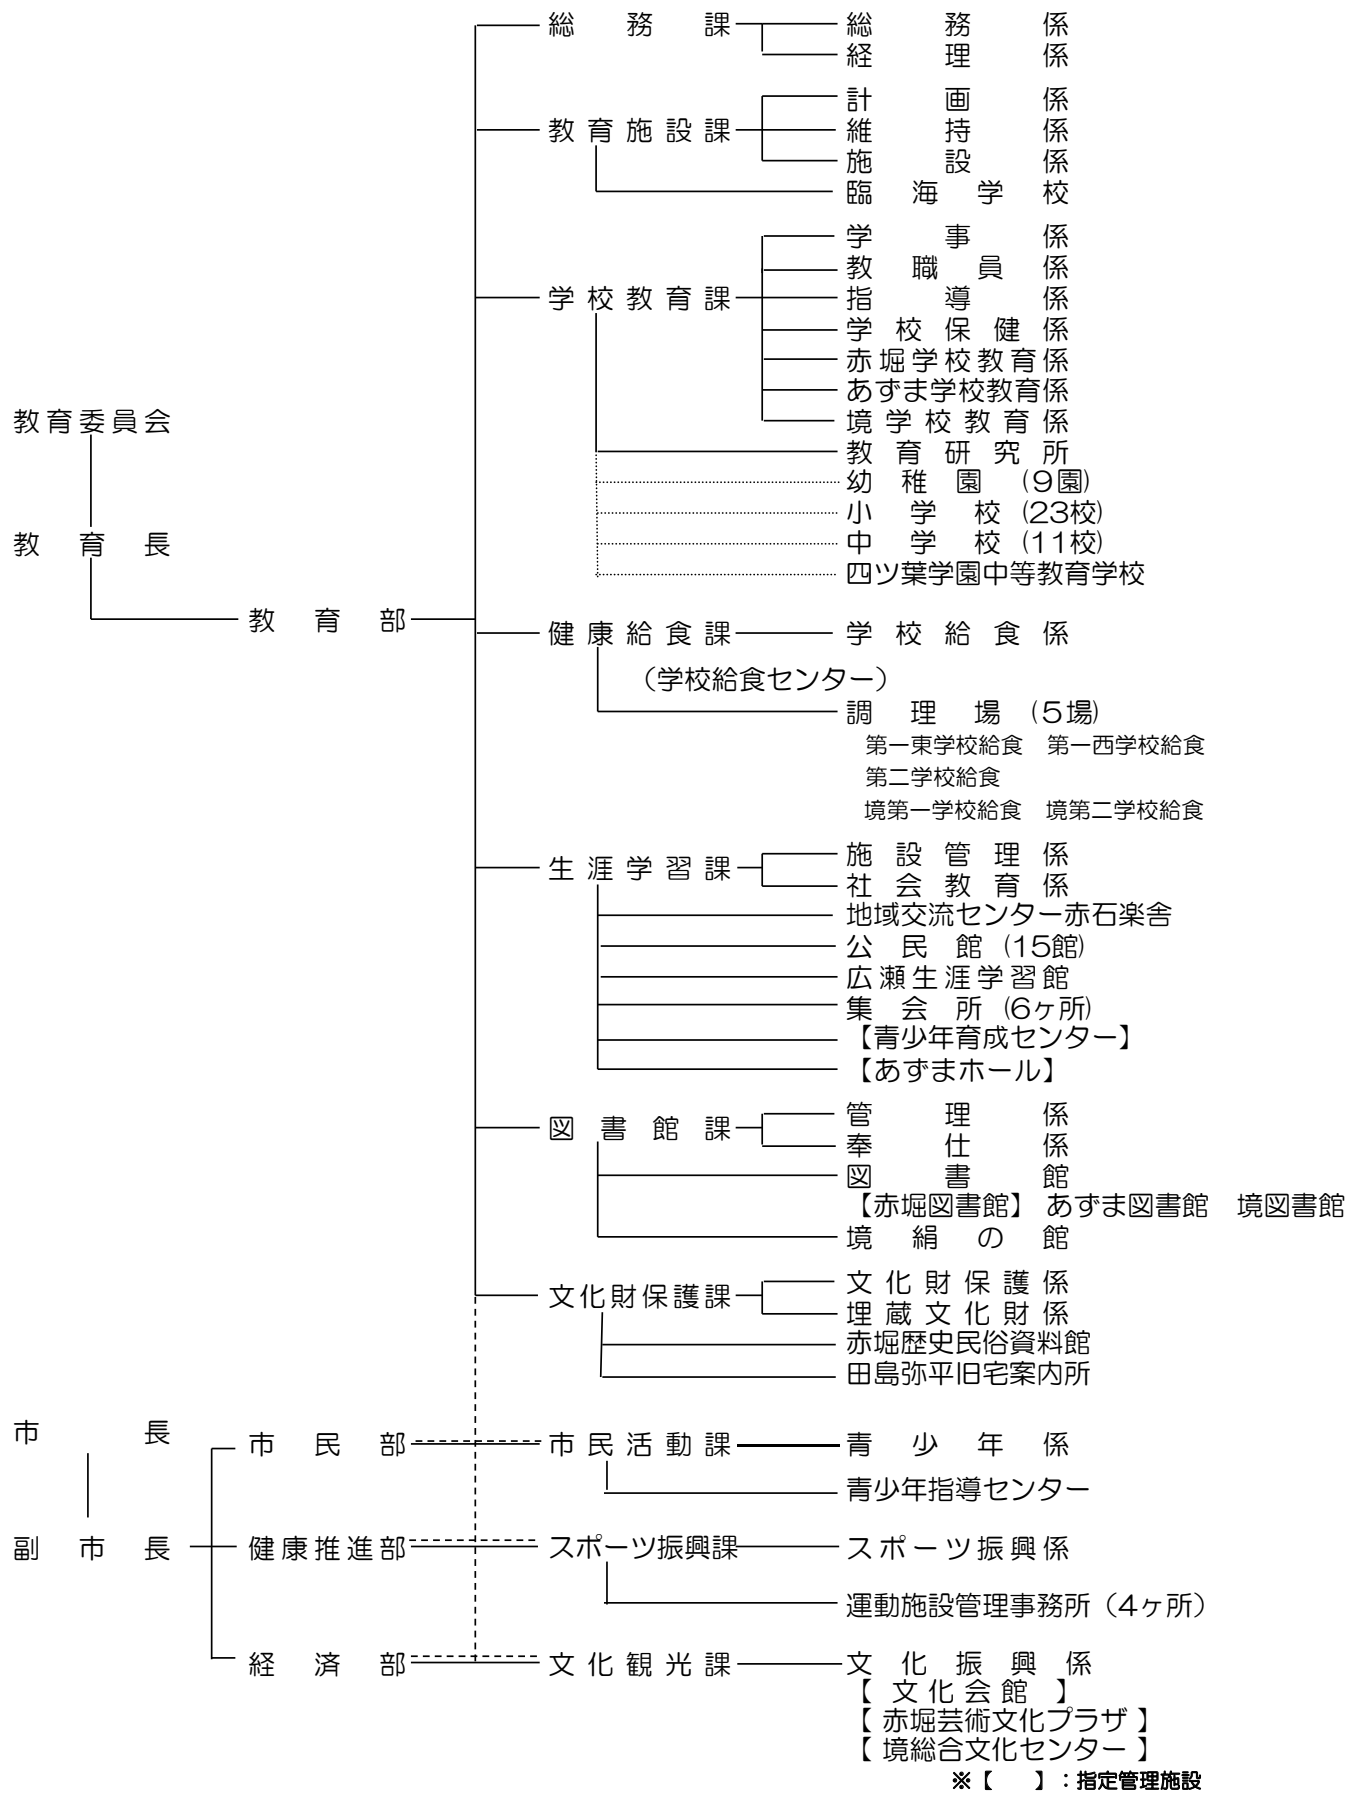 総務課 総務係
経理係
計画係
教育施設課 維持係
施設係
臨海学校
学事係
教職員係
学校教育課 指導係
学校保健係
赤堀学校教育係
あずま学校教育係
教育委員会 境学校教育係
教育研究所
幼稚園 (9園)
小学校 (23校)
教育長 中学校 (11校)
四ツ葉学園中等教育学校
教育部 健康給食課 学校給食係
（学校給食センター）
調理場 (5場)
第一東学校給食 第一西学校給食
第二学校給食
境第一学校給食 境第二学校給食
施設管理係
生涯学習課 社会教育係
地域交流センター赤石楽舎
公民館 (15館)
広瀬生涯学習館
集会所 (6ヶ所)
【青少年育成センター】
【あずまホール】
管理係
図書館課 奉仕係
図書館
【赤堀図書館】 あずま図書館 境図書館
境絹の館
文化財保護係
文化財保護課 埋蔵文化財係
赤堀歴史民俗資料館
田島弥平旧宅案内所
市長 市民部 市民活動課 青少年係
青少年指導センター
副市長 健康推進部 スポーツ振興課 スポーツ振興係
運動施設管理事務所（4ヶ所）
経済部 文化観光課 文化振興係
【 文化会館 】
【 赤堀芸術文化プラザ 】
【 境総合文化センター 】
※【 】：指定管理施設